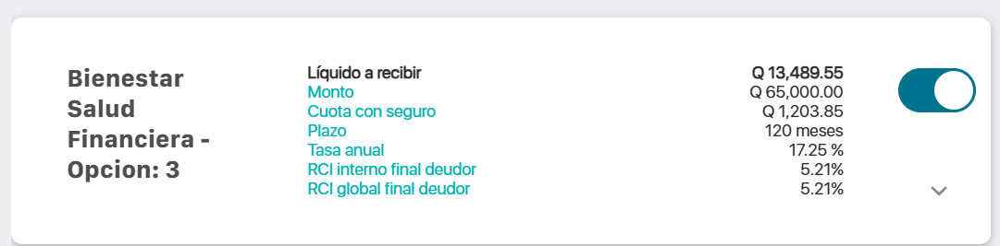 Bienestar
Salud
Financiera -
Opcion: 3
Líquido a recibir Q 13,489.55
Monto Q 65,000.00
Cuota con seguro Q 1,203.85
Plazo 120 meses
Tasa anual 17.25 %
RCI interno final deudor 5.21%
RCI global final deudor 5.21%